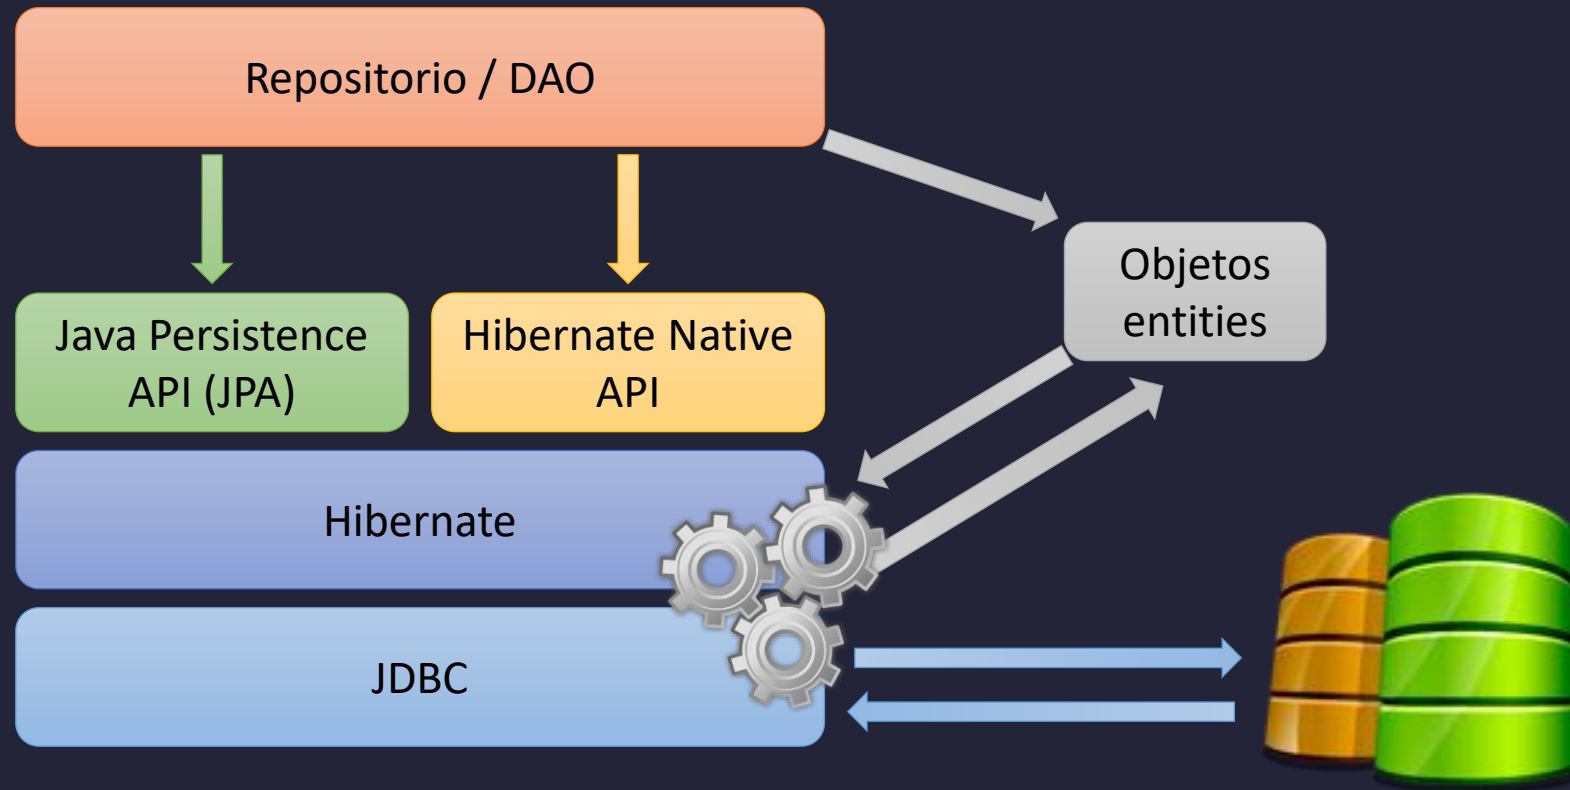 Repositorio / DAO
Java Persistence
API (JPA)
Hibernate Native
API
Objetos
entities
Hibernate
JDBC